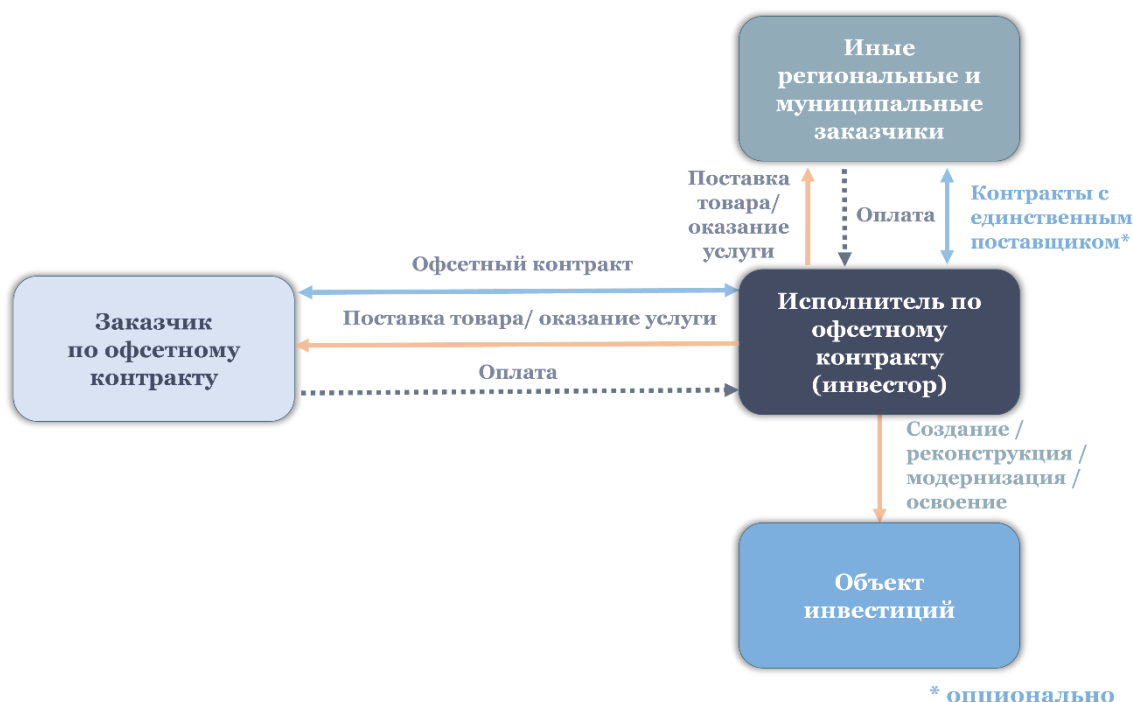 Иные
региональные и
муниципальные
заказчики
Поставка
товара/
оказание
услуги
Оплата
Контракты с
единственным
поставщиком*
Офсетный контракт
Заказчик
по офсетному
контракту
Поставка товара/ оказание услуги
Оплата
Исполнитель по
офсетному
контракту
(инвестор)
Создание /
реконструкция /
модернизация /
освоение
Объект
инвестиций
* опционально